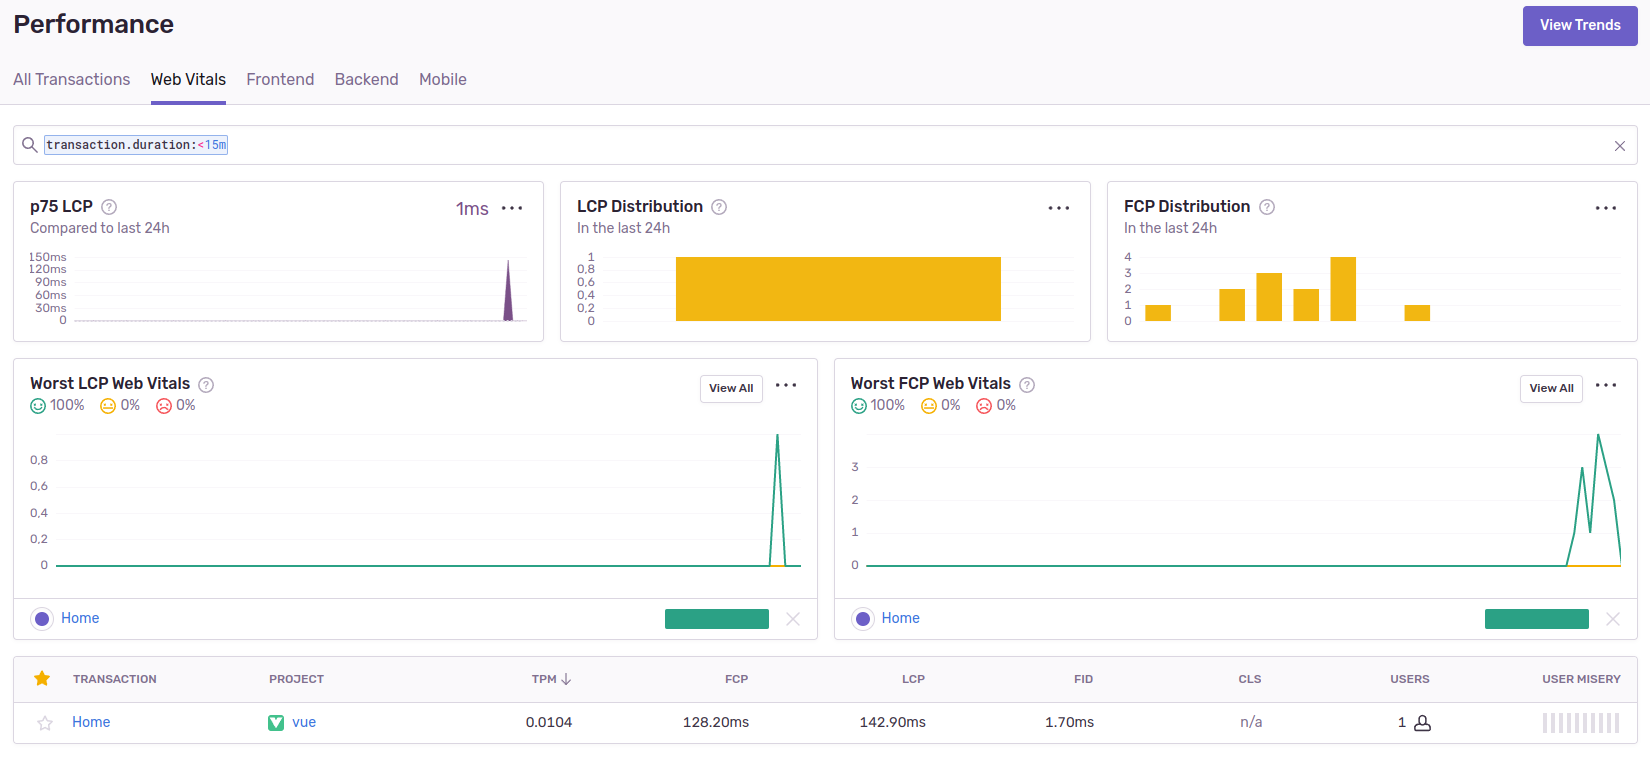 Performance
View Trends
All Transactions Web Vitals Frontend Backend Mobile
transaction.duration:<15m
p75 LCP ? 1ms
Compared to last 24h
150ms
120ms
90ms
60ms
30ms
0
LCP Distribution ?
In the last 24h
1
0,8
0,6
0,4
0,2
0
FCP Distribution ?
In the last 24h
4
3
2
1
0
Worst LCP Web Vitals ? View All
100% 0% 0%
0,8
0,6
0,4
0,2
0
Home
Worst FCP Web Vitals ? View All
100% 0% 0%
3
2
1
0
Home
TRANSACTION PROJECT TPM FCP LCP FID CLS USERS USER MISERY
Home vue 0.0104 128.20ms 142.90ms 1.70ms n/a 1